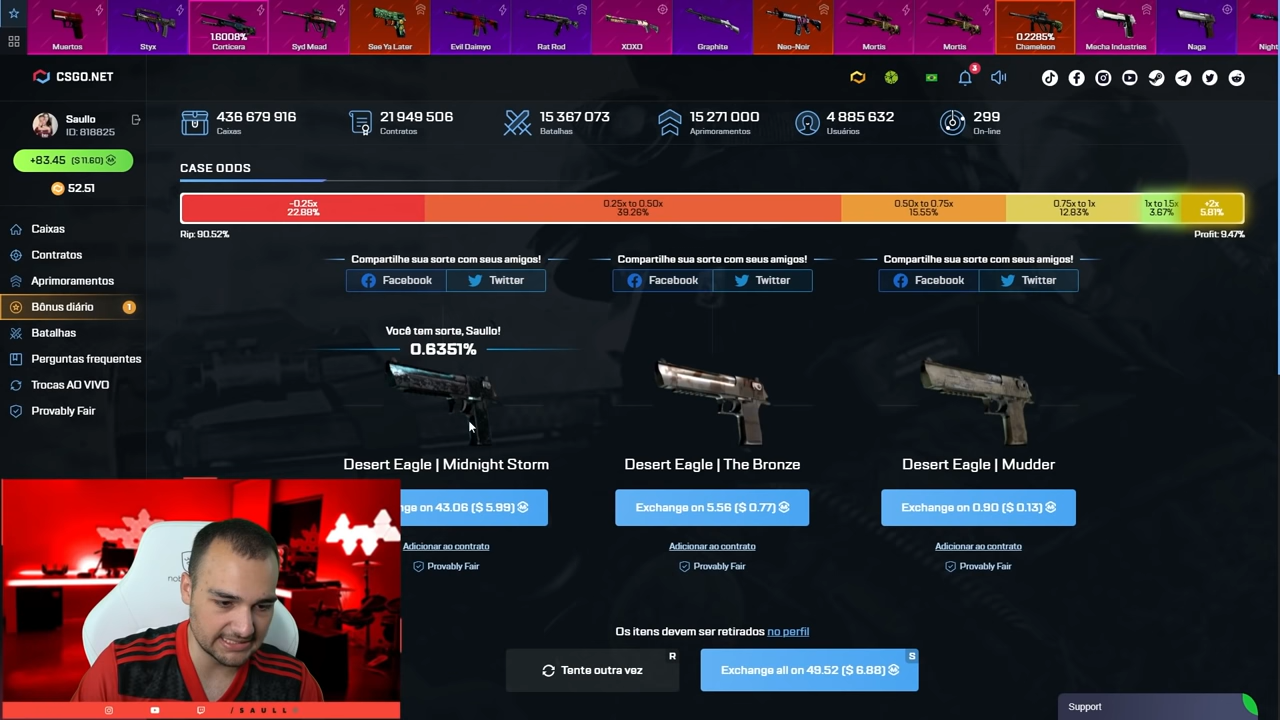 Muertos
Styx
1.6008%
Corticera
Syd Mead
See Ya Later
Evil Daimyo
Rat Rod
XOXO
Graphite
Neo-Noir
Mortis
Mortis
0.2285%
Chameleon
Mecha Industries
Naga
Night
CSGO.NET
3
Saullo
ID: 818825
+83.45 ($ 11.60)
52.51
436 679 916
Caixas
21 949 506
Contratos
15 367 073
Batalhas
15 271 000
Aprimoramentos
4 885 632
Usuários
299
On-line
CASE ODDS
-0.25x
22.88%
0.25x to 0.50x
39.26%
0.50x to 0.75x
15.55%
0.75x to 1x
12.83%
1x to 1.5x
3.67%
+2x
5.81%
Rip: 90.52%
Profit: 9.47%
Caixas
Contratos
Aprimoramentos
Bônus diário 1
Batalhas
Perguntas frequentes
Trocas AO VIVO
Provably Fair
Compartilhe sua sorte com seus amigos!
Facebook Twitter
Compartilhe sua sorte com seus amigos!
Facebook Twitter
Compartilhe sua sorte com seus amigos!
Facebook Twitter
Você tem sorte, Saullo!
0.6351%
Desert Eagle | Midnight Storm
nge on 43.06 ($ 5.99)
Adicionar ao contrato
Provably Fair
Desert Eagle | The Bronze
Exchange on 5.56 ($ 0.77)
Adicionar ao contrato
Provably Fair
Desert Eagle | Mudder
Exchange on 0.90 ($ 0.13)
Adicionar ao contrato
Provably Fair
Os itens devem ser retirados no perfil
Tente outra vez R
Exchange all on 49.52 ($ 6.88) S
Support